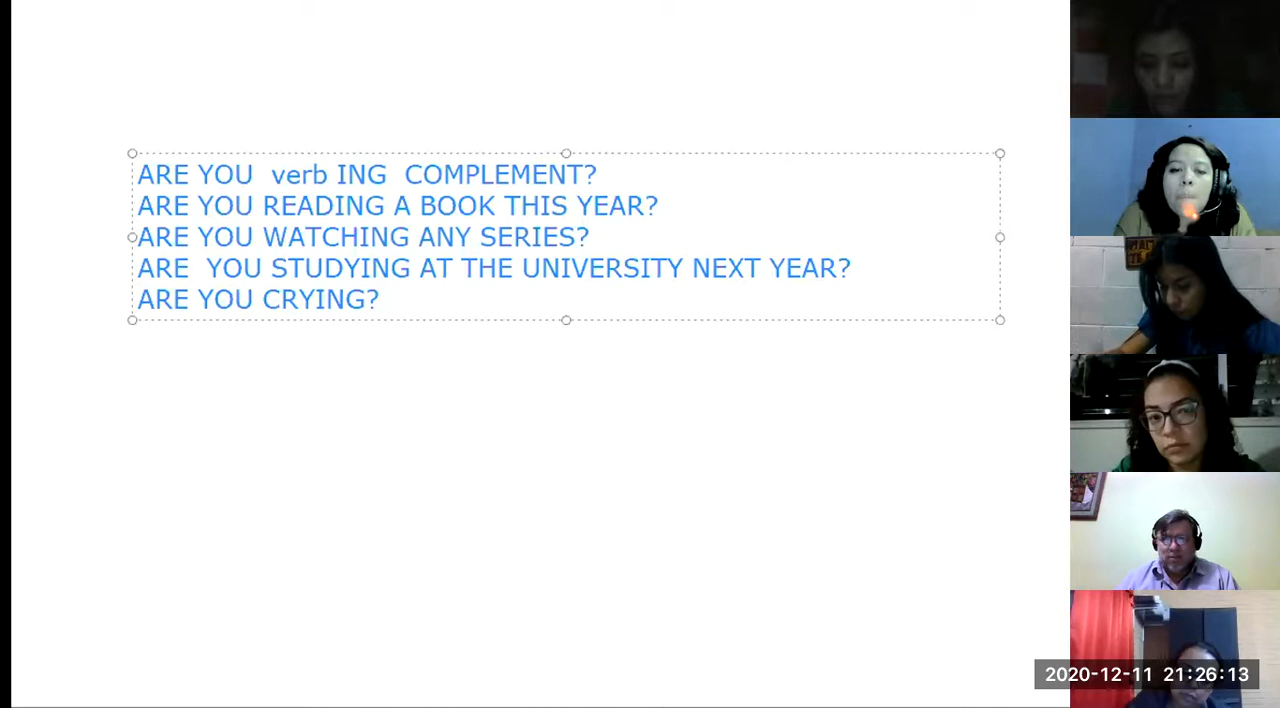 ARE YOU verb ING COMPLEMENT?
ARE YOU READING A BOOK THIS YEAR?
ARE YOU WATCHING ANY SERIES?
ARE YOU STUDYING AT THE UNIVERSITY NEXT YEAR?
ARE YOU CRYING?
2020-12-11 21:26:13